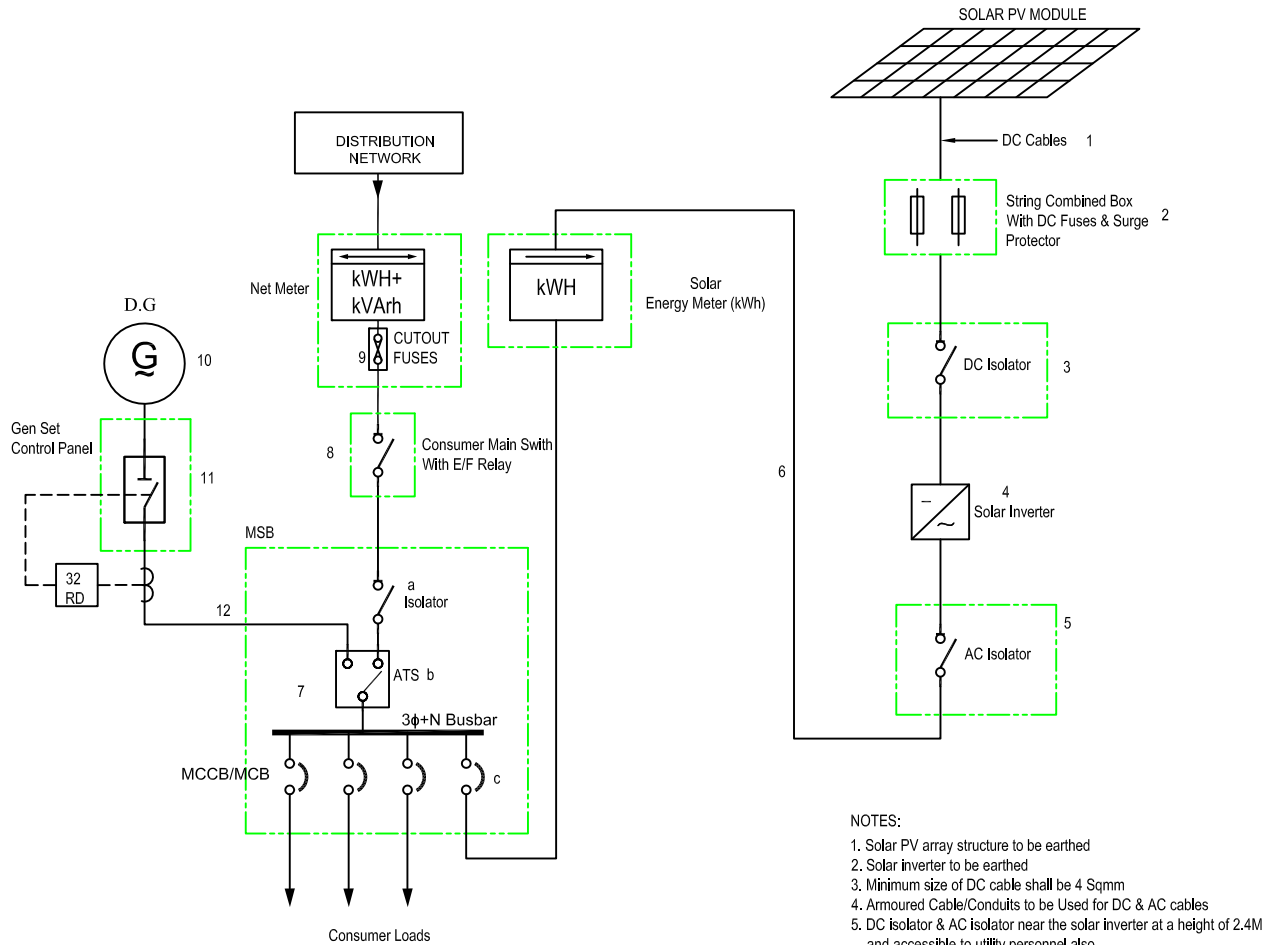 SOLAR PV MODULE
DISTRIBUTION
NETWORK
DC Cables 1
String Combined Box
With DC Fuses & Surge
Protector
2
Net Meter
kWH+
kVArh
kWH
Solar
Energy Meter (kWh)
D.G
G
10
9
CUTOUT
FUSES
DC Isolator
3
Gen Set
Control Panel
11
8
Consumer Main Swith
With E/F Relay
6
4
Solar Inverter
MSB
32
RD
12
a
Isolator
5
AC Isolator
7
ATS b
3ϕ+N Busbar
MCCB/MCB
c
Consumer Loads
NOTES:
1. Solar PV array structure to be earthed
2. Solar inverter to be earthed
3. Minimum size of DC cable shall be 4 Sqmm
4. Armoured Cable/Conduits to be Used for DC & AC cables
5. DC isolator & AC isolator near the solar inverter at a height of 2.4M
and accessible to utility personnel also